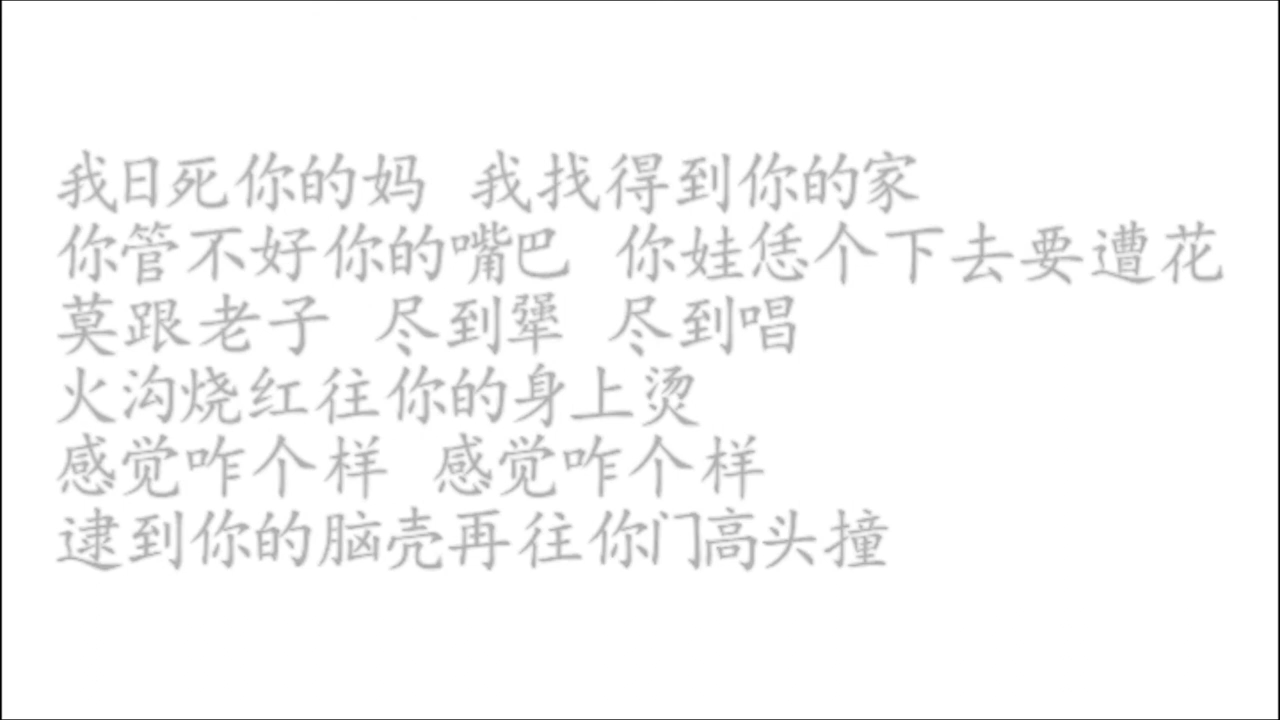 我日死你的妈 我找得到你的家
你管不好你的嘴巴 你娃恁个下去要遭花
莫跟老子 尽到犟 尽到唱
火沟烧红往你的身上烫
感觉咋个样 感觉咋个样
逮到你的脑壳再往你门高头撞